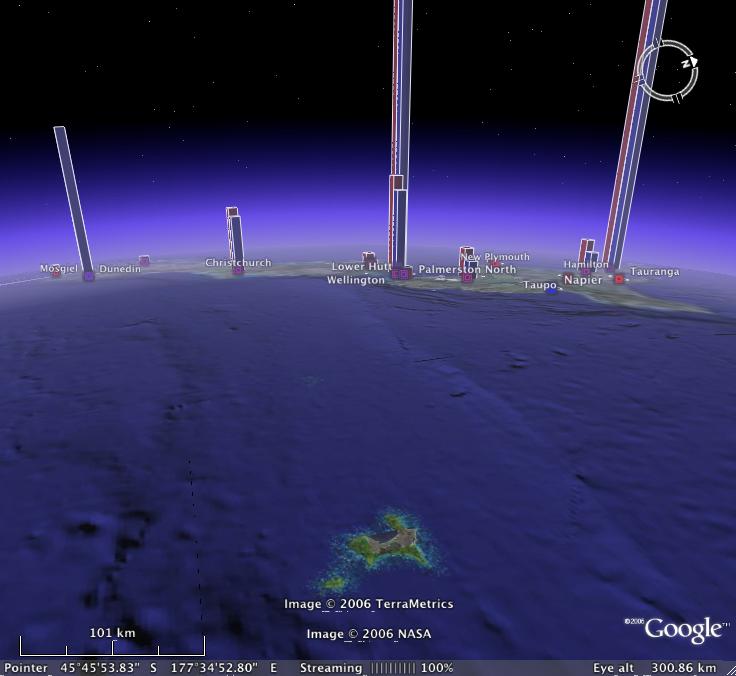 N
New Plymouth
Mosgiel Dunedin Christchurch Lower Hutt Palmerston North Hamilton Tauranga
Wellington Taupo Napier
Image © 2006 TerraMetrics
Image © 2006 NASA
©2006 Google™
101 km
Pointer 45°45'53.83" S 177°34'52.80" E Streaming |||||||||| 100% Eye alt 300.86 km